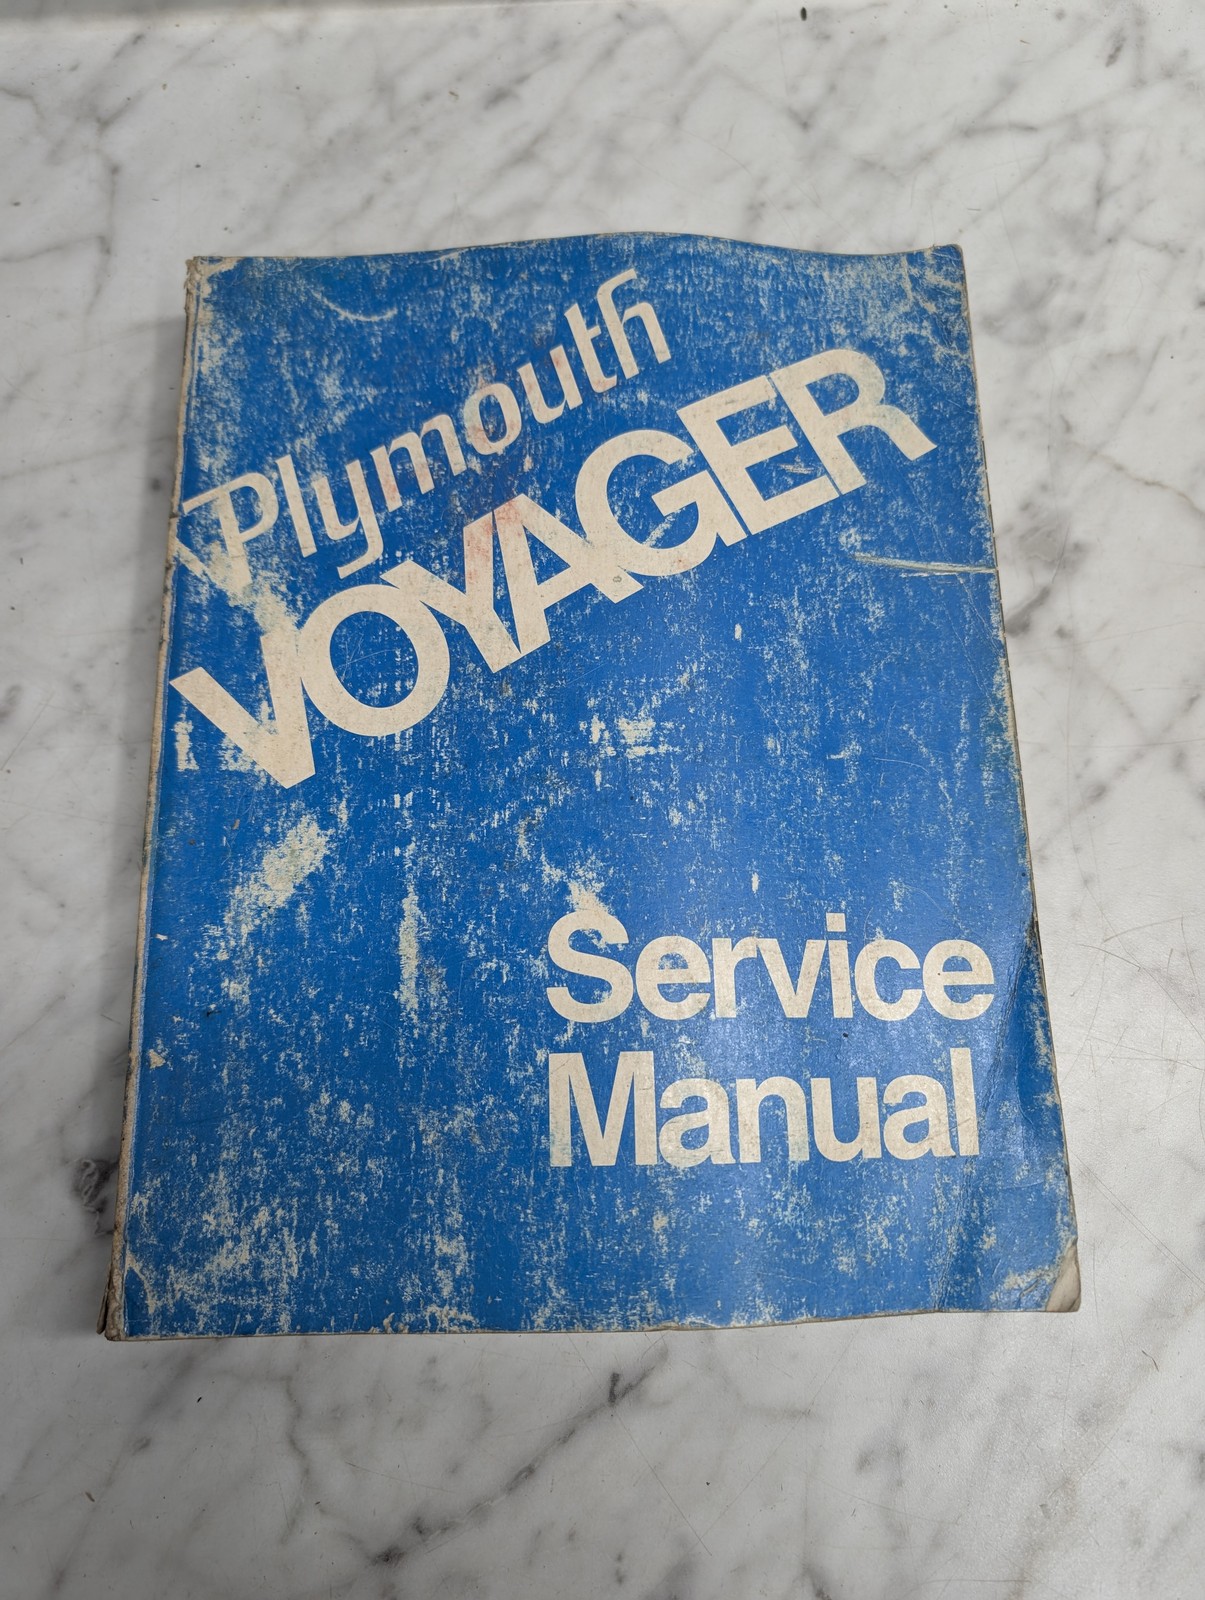 Plymouth
VOYAGER
Service
Manual